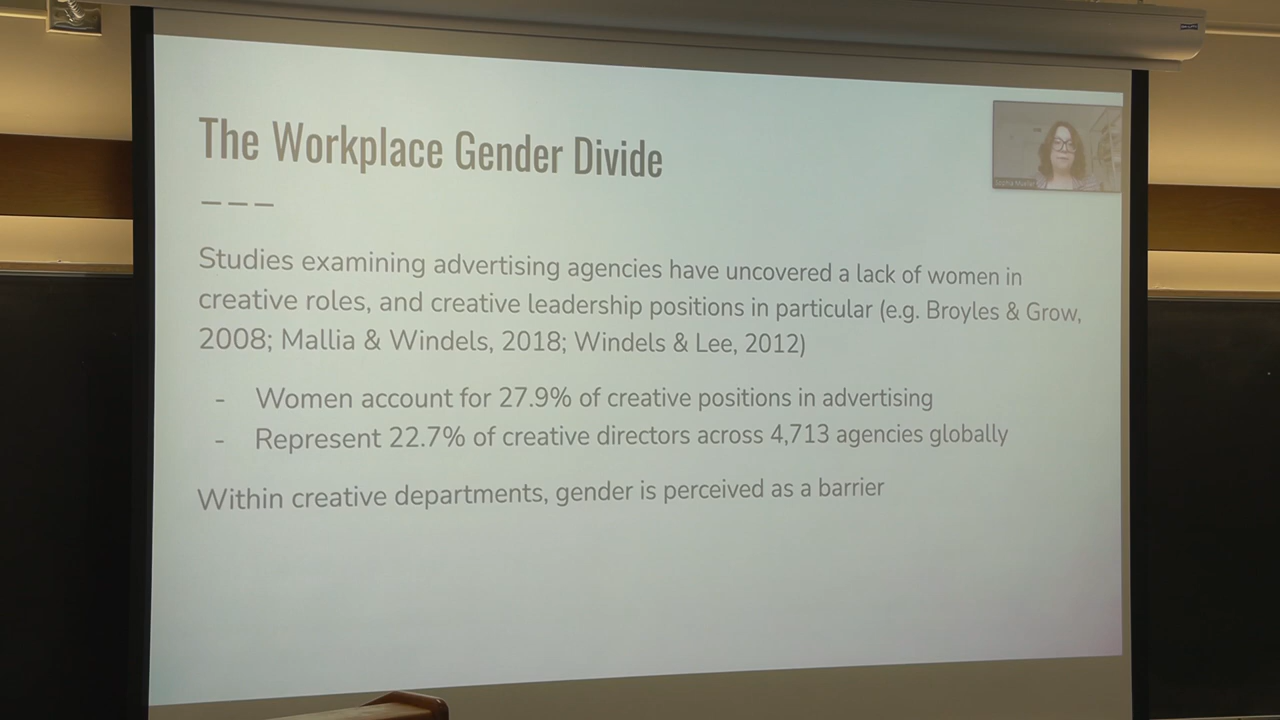 The Workplace Gender Divide
Studies examining advertising agencies have uncovered a lack of women in
creative roles, and creative leadership positions in particular (e.g. Broyles & Grow,
2008; Mallia & Windels, 2018; Windels & Lee, 2012)
- Women account for 27.9% of creative positions in advertising
- Represent 22.7% of creative directors across 4,713 agencies globally
Within creative departments, gender is perceived as a barrier